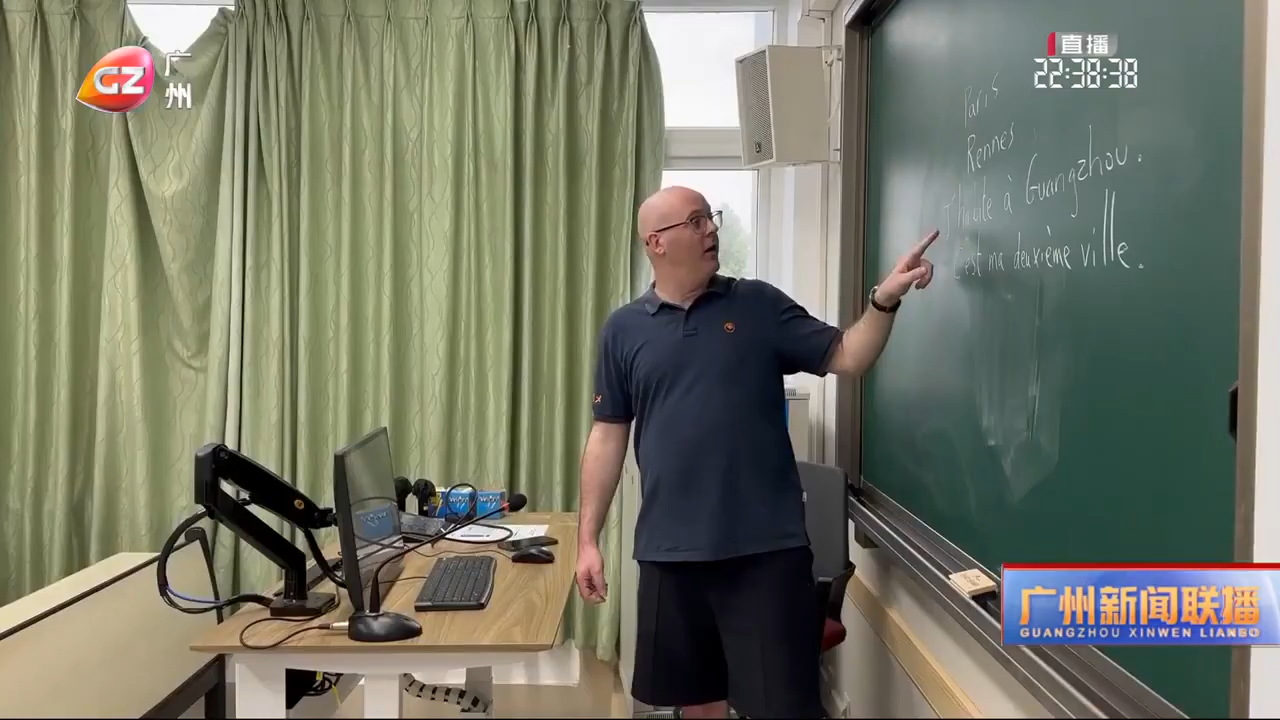 GZ
广州
直播
22:38:38
Paris
Rennes
J'habite à Guangzhou.
C'est ma deuxième ville.
广州新闻联播
GUANGZHOU XINWEN LIANBO